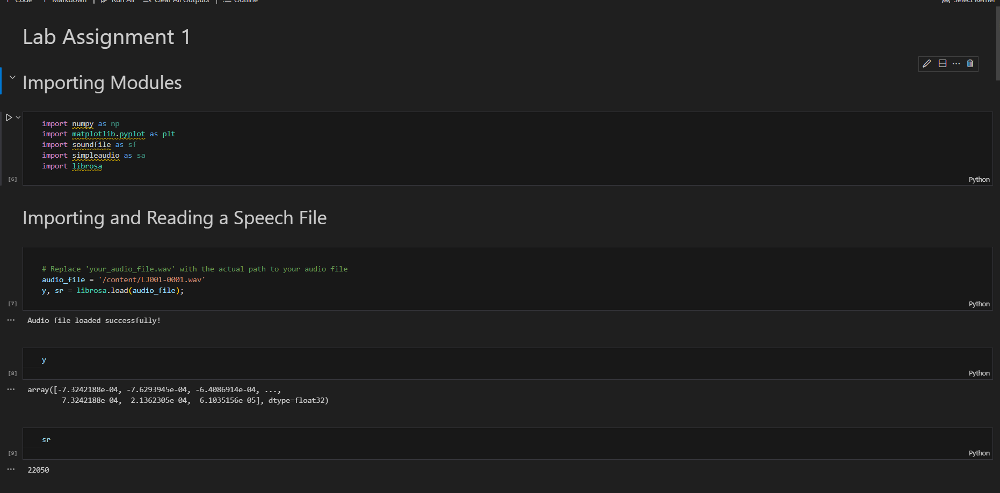 Code Markdown Run All Clear All Outputs Outline Select Kernel
Lab Assignment 1
Importing Modules
import numpy as np
import matplotlib.pyplot as plt
import soundfile as sf
import simpleaudio as sa
import librosa
[6]
Python
Importing and Reading a Speech File
# Replace 'your_audio_file.wav' with the actual path to your audio file
audio_file = '/content/LJ001-0001.wav'
y, sr = librosa.load(audio_file);
[7]
Python
... Audio file loaded successfully!
y
[8]
Python
... array([-7.3242188e-04, -7.6293945e-04, -6.4086914e-04, ...,
7.3242188e-04,  2.1362305e-04,  6.1035156e-05], dtype=float32)
sr
[9]
Python
... 22050